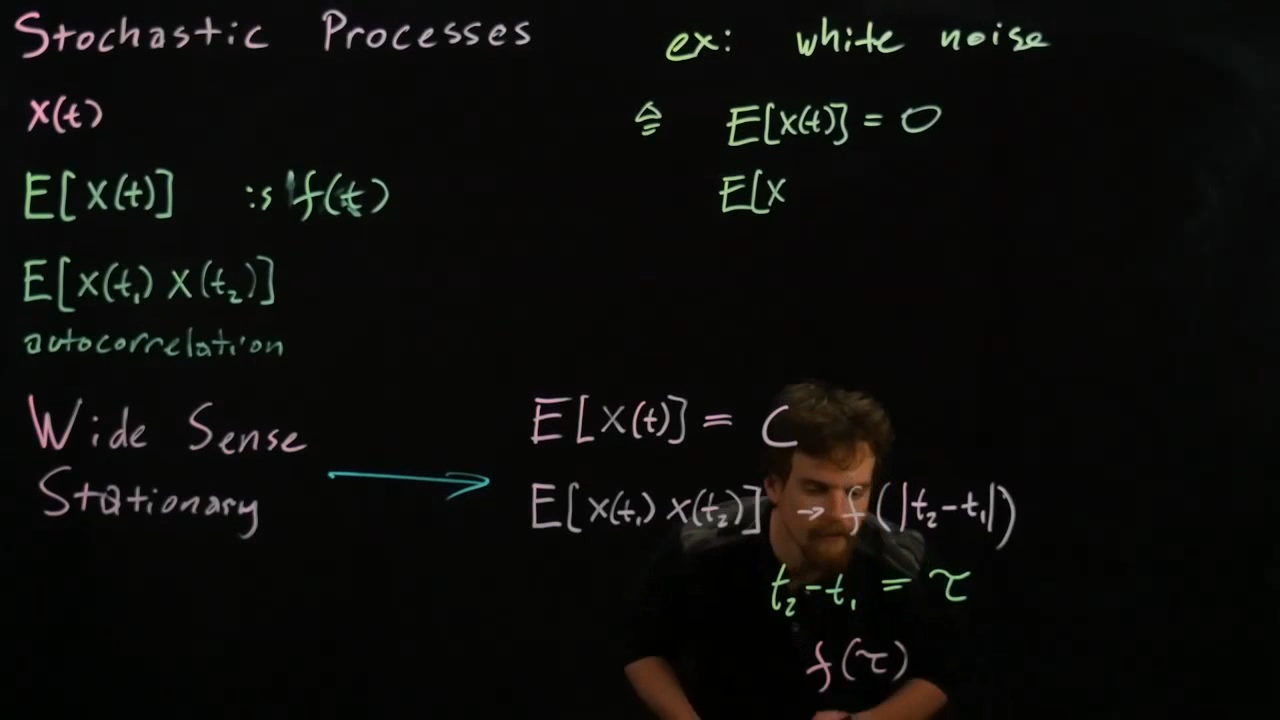 Stochastic Processes
X(t)
E[X(t)] is f(t)
E[X(t₁) X(t₂)]
autocorrelation
Wide Sense
Stationary
ex: white noise
≙ E[X(t)] = 0
E[X
E[X(t)] = C
E[X(t₁) X(t₂)] → f(|t₂-t₁|)
t₂-t₁ = τ
f(τ)